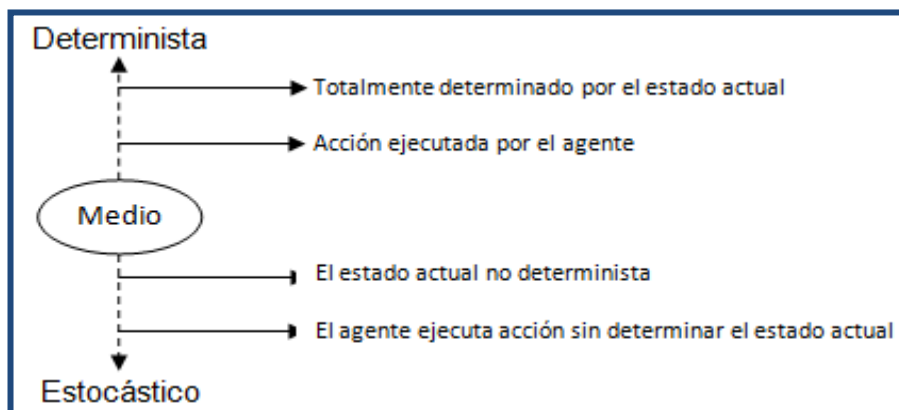 Determinista
Totalmente determinado por el estado actual
Acción ejecutada por el agente
Medio
El estado actual no determinista
El agente ejecuta acción sin determinar el estado actual
Estocástico